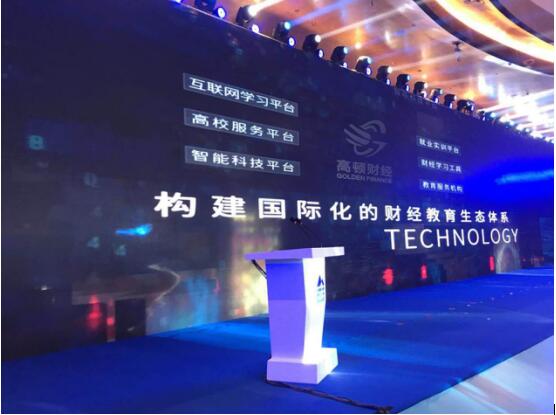 互联网学习平台
高校服务平台
智能科技平台
高顿财经
GOLDEN FINANCE
就业实训平台
财经学习工具
教育服务机构
构建国际化的财经教育生态体系
TECHNOLOGY